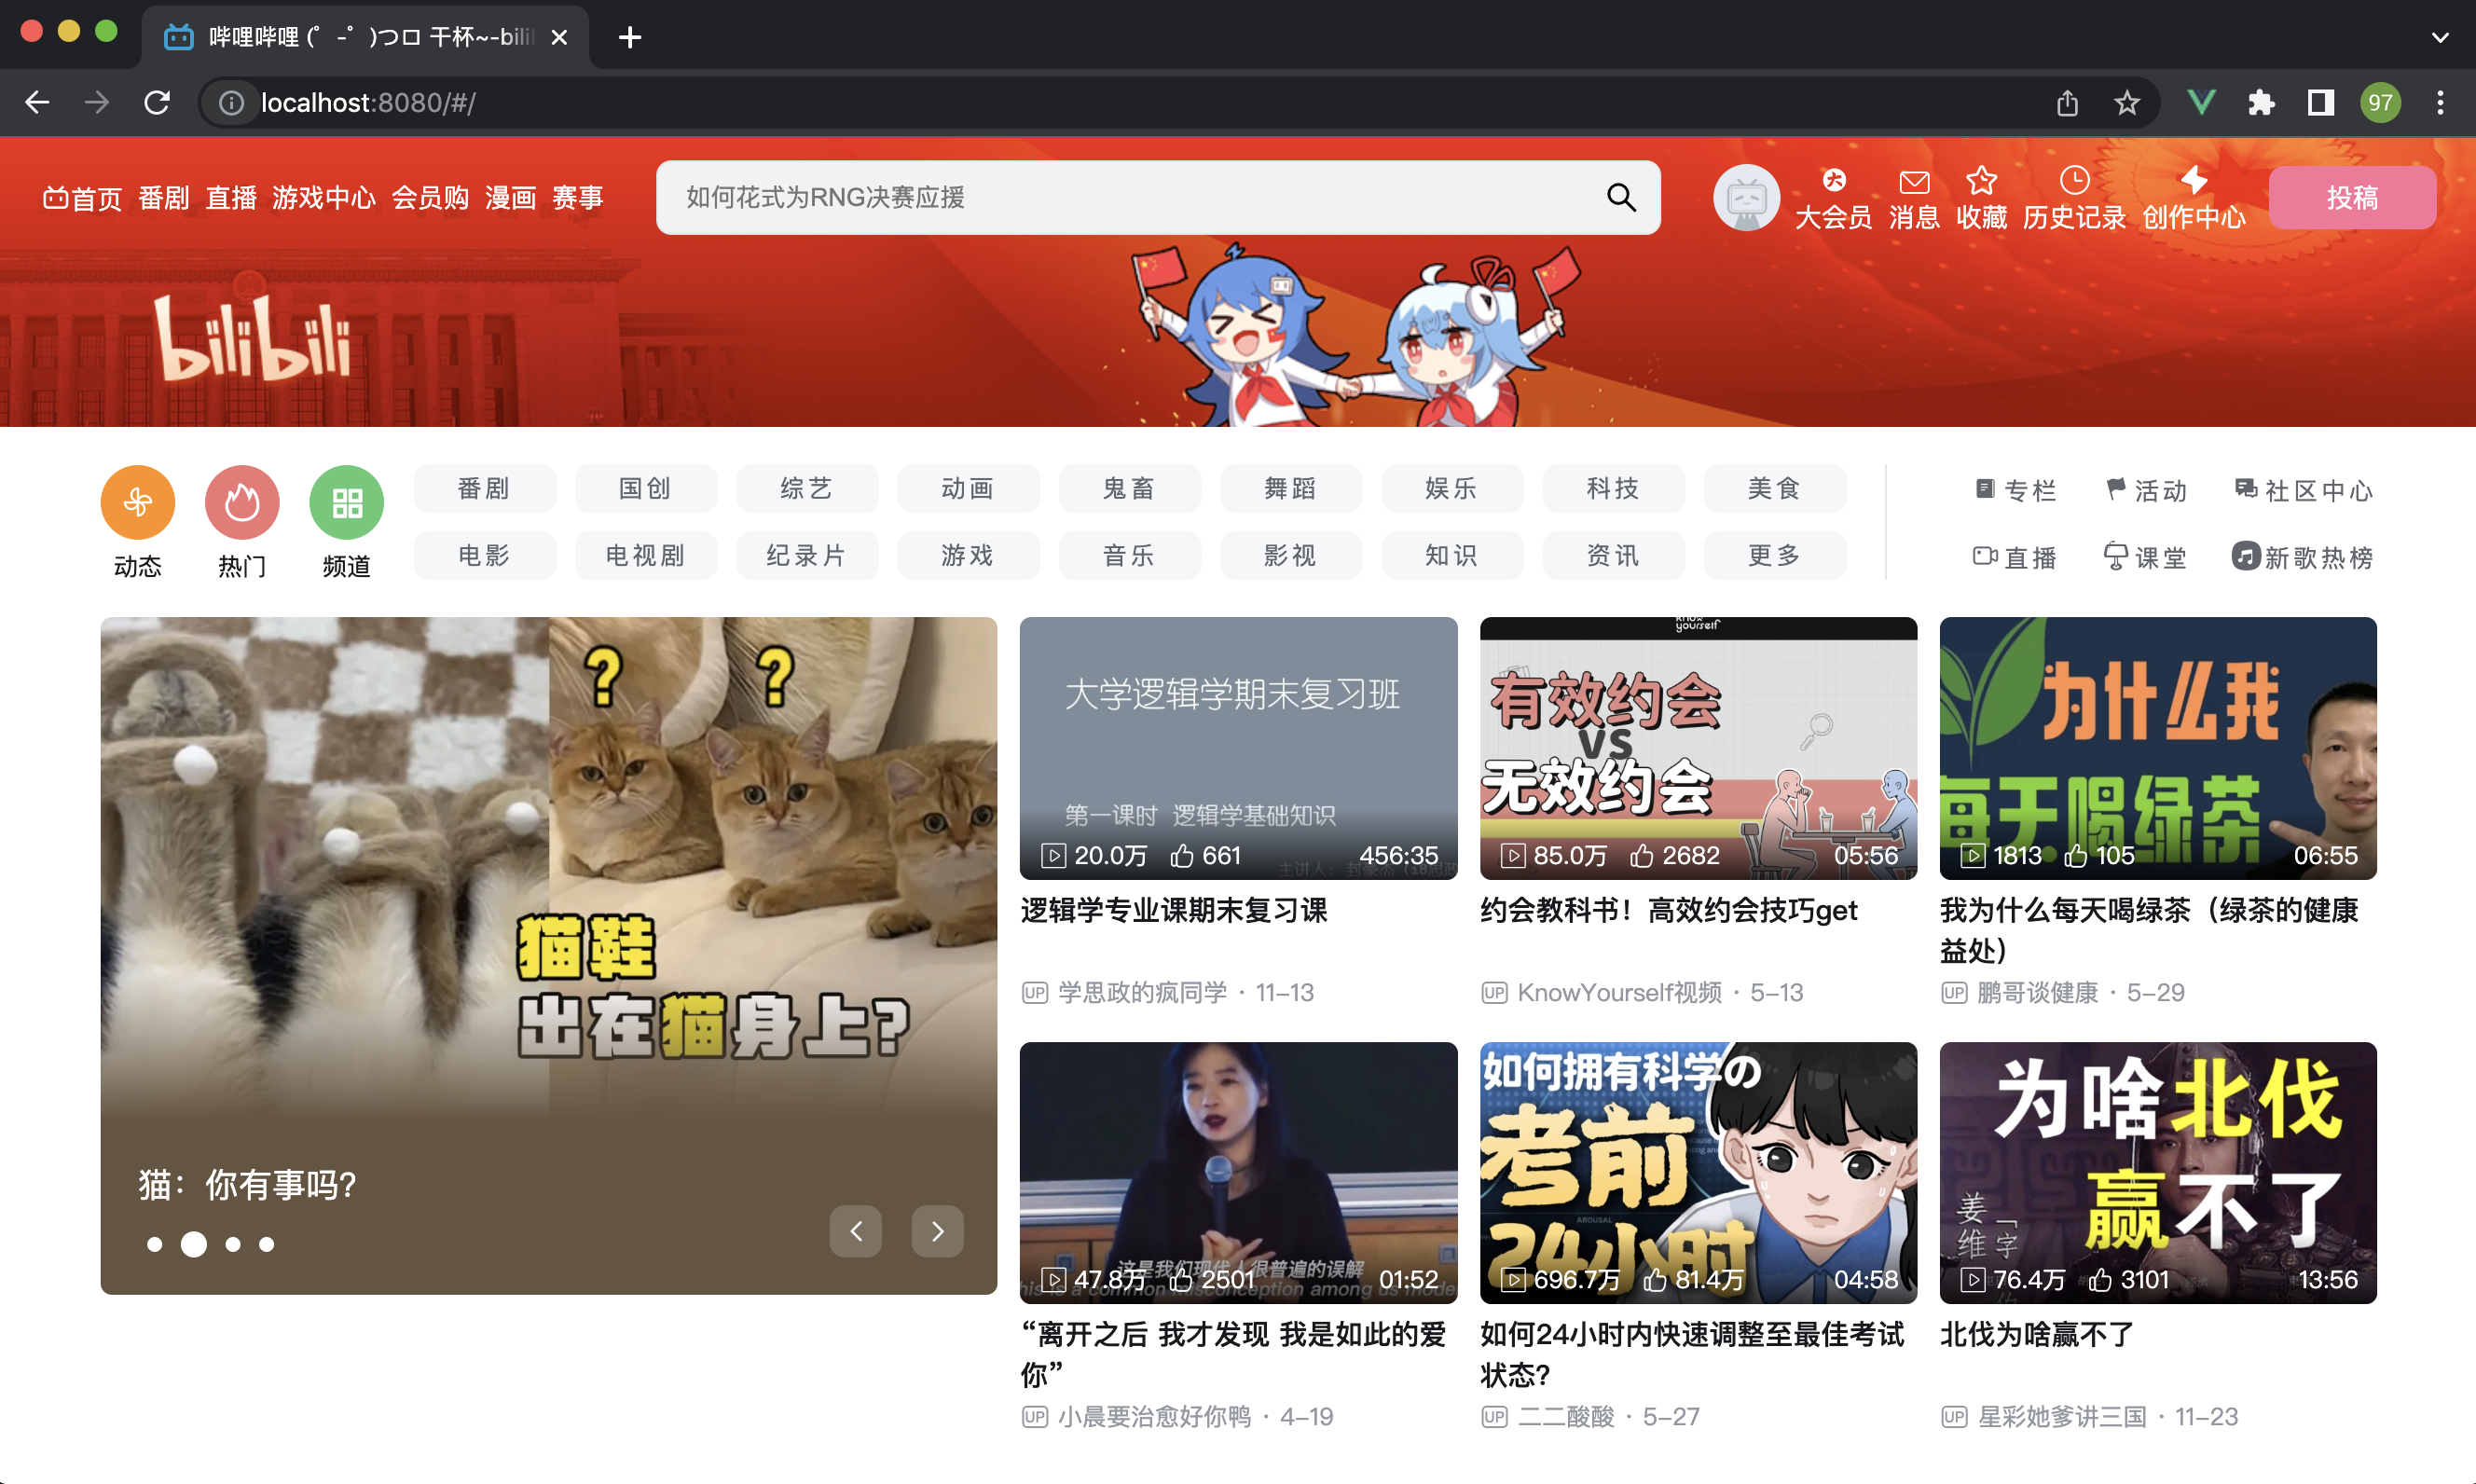 哔哩哔哩 (゜-゜)つロ 干杯~-bili
localhost:8080/#/
97
首页 番剧 直播 游戏中心 会员购 漫画 赛事
如何花式为RNG决赛应援
大会员 消息 收藏 历史记录 创作中心
投稿
bilibili
动态 热门 频道
番剧 国创 综艺 动画 鬼畜 舞蹈 娱乐 科技 美食
电影 电视剧 纪录片 游戏 音乐 影视 知识 资讯 更多
专栏 活动 社区中心
直播 课堂 新歌热榜
? ?
猫鞋
出在猫身上?
猫：你有事吗?
大学逻辑学期末复习班
第一课时 逻辑学基础知识
20.0万 661 456:35
逻辑学专业课期末复习课
UP 学思政的疯同学 · 11-13
know
yourself
有效约会
VS
无效约会
85.0万 2682 05:56
约会教科书！高效约会技巧get
UP KnowYourself视频 · 5-13
为什么我
每天喝绿茶
1813 105 06:55
我为什么每天喝绿茶（绿茶的健康
益处）
UP 鹏哥谈健康 · 5-29
这是我们现代人很普遍的误解
his is a common misconception among us mode
47.8万 2501 01:52
“离开之后 我才发现 我是如此的爱
你”
UP 小晨要治愈好你鸭 · 4-19
如何拥有科学の
考前
24小时
AROUSAL
696.7万 81.4万 04:58
如何24小时内快速调整至最佳考试
状态?
UP 二二酸酸 · 5-27
为啥北伐
赢不了
姜维
「字
76.4万 3101 13:56
北伐为啥赢不了
UP 星彩她爹讲三国 · 11-23